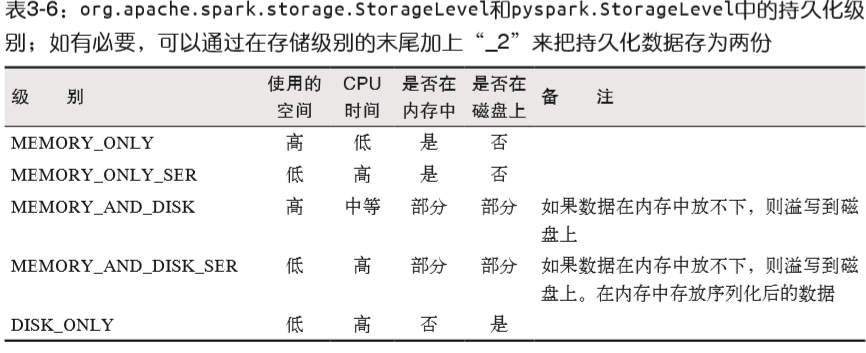 表3-6：org.apache.spark.storage.StorageLevel和pyspark.StorageLevel中的持久化级
别；如有必要，可以通过在存储级别的末尾加上“_2”来把持久化数据存为两份
级 别 使用的空间 CPU时间 是否在内存中 是否在磁盘上 备 注
MEMORY_ONLY 高 低 是 否
MEMORY_ONLY_SER 低 高 是 否
MEMORY_AND_DISK 高 中等 部分 部分 如果数据在内存中放不下，则溢写到磁
盘上
MEMORY_AND_DISK_SER 低 高 部分 部分 如果数据在内存中放不下，则溢写到磁
盘上。在内存中存放序列化后的数据
DISK_ONLY 低 高 否 是